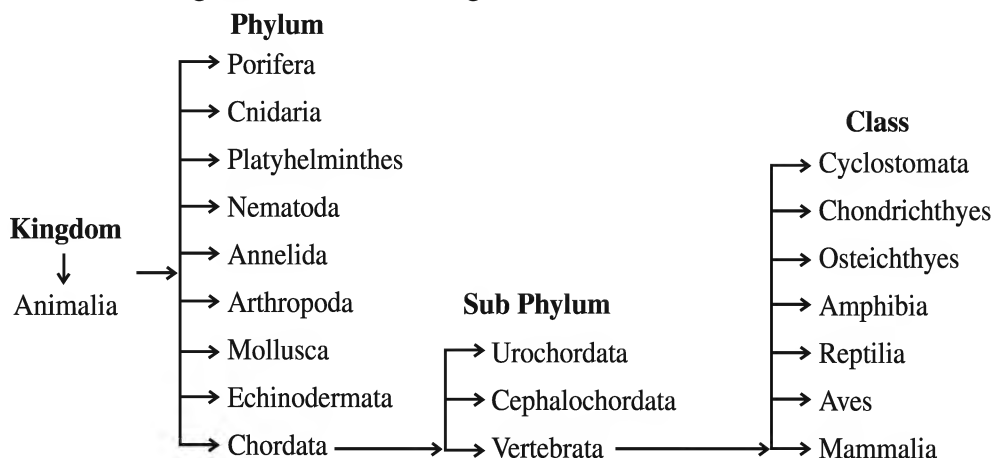 Phylum
Porifera
Cnidaria
Platyhelminthes
Nematoda
Annelida
Arthropoda
Mollusca
Echinodermata
Chordata
Kingdom
Animalia
Sub Phylum
Urochordata
Cephalochordata
Vertebrata
Class
Cyclostomata
Chondrichthyes
Osteichthyes
Amphibia
Reptilia
Aves
Mammalia